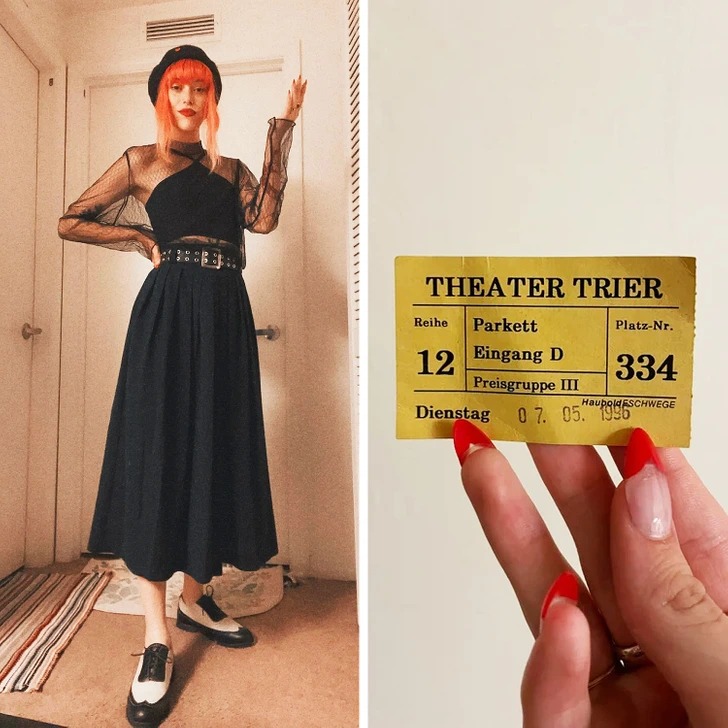 THEATER TRIER
Reihe
12
Parkett
Eingang D
Preisgruppe III
Platz-Nr.
334
Haubold ESCHWEGE
Dienstag 07. 05. 1996